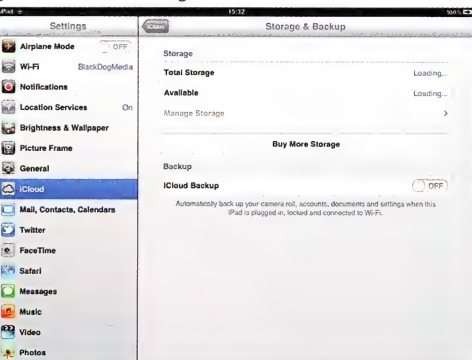 iPad
15:32
100%
Settings
iCloud
Storage & Backup
Airplane Mode OFF
Wi-Fi BlackDogMedia
Notifications
Location Services On
Brightness & Wallpaper
Picture Frame
General
iCloud
Mail, Contacts, Calendars
Twitter
FaceTime
Safari
Messages
Music
Video
Photos
Storage
Total Storage Loading...
Available Loading...
Manage Storage >
Buy More Storage
Backup
iCloud Backup OFF
Automatically back up your camera roll, accounts, documents and settings when this
iPad is plugged in, locked and connected to Wi-Fi.